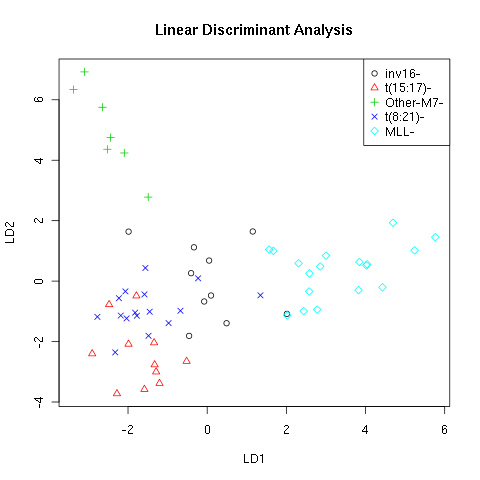 Linear Discriminant Analysis
inv16-
t(15:17)-
Other-M7-
t(8:21)-
MLL-
6
4
2
0
-2
-4
LD2
-2 0 2 4 6
LD1